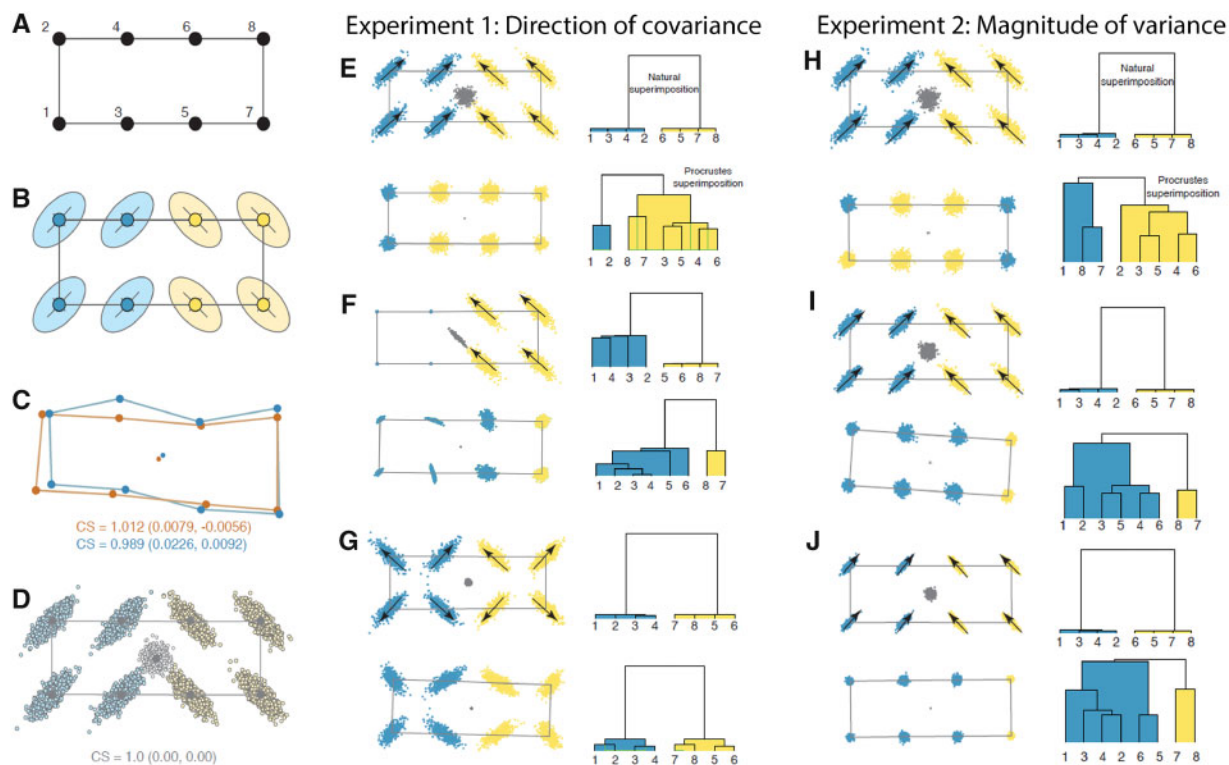 Experiment 1: Direction of covariance
Experiment 2: Magnitude of variance
A
2 4 6 8
1 3 5 7
B
C
CS = 1.012 (0.0079, -0.0056)
CS = 0.989 (0.0226, 0.0092)
D
CS = 1.0 (0.00, 0.00)
E
Natural
superimposition
1 3 4 2 6 5 7 8
Procrustes
superimposition
1 2 8 7 3 5 4 6
F
1 4 3 2 5 6 8 7
1 2 3 4 5 6 8 7
G
1 2 3 4 7 8 5 6
1 2 3 4 7 8 5 6
H
Natural
superimposition
1 3 4 2 6 5 7 8
Procrustes
superimposition
1 8 7 2 3 5 4 6
I
1 3 4 2 6 5 7 8
1 2 3 5 4 6 8 7
J
1 3 4 2 6 5 7 8
1 3 4 2 6 5 7 8